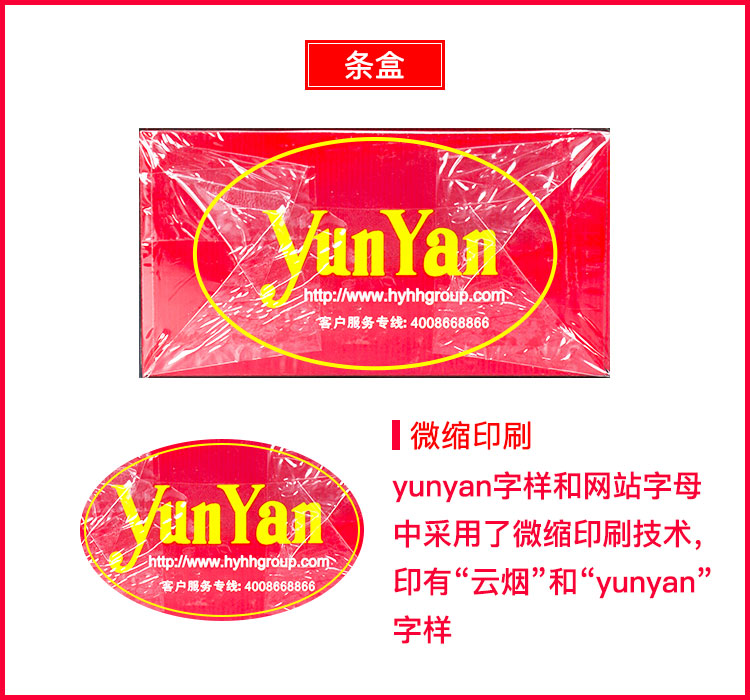 条盒
YunYan
http://www.hyhhgroup.com
客户服务专线: 4008668866
微缩印刷
yunyan字样和网站字母
中采用了微缩印刷技术，
印有“云烟”和“yunyan”
字样
YunYan
http://www.hyhhgroup.com
客户服务专线: 4008668866